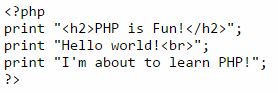 <?php
print "<h2>PHP is Fun!</h2>";
print "Hello world!<br>";
print "I'm about to learn PHP!";
?>